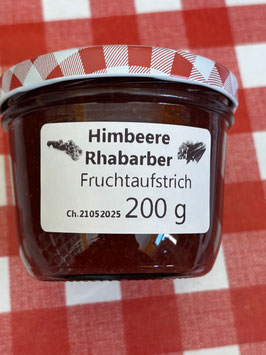 Himbeere
Rhabarber
Fruchtaufstrich
Ch.21052025 200 g